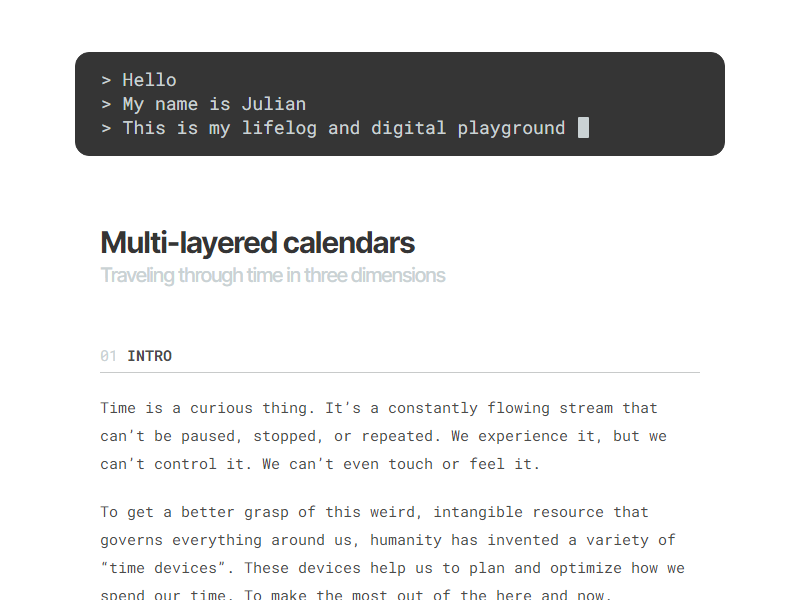 > Hello
> My name is Julian
> This is my lifelog and digital playground
Multi-layered calendars
Traveling through time in three dimensions
01 INTRO
Time is a curious thing. It’s a constantly flowing stream that
can’t be paused, stopped, or repeated. We experience it, but we
can’t control it. We can’t even touch or feel it.
To get a better grasp of this weird, intangible resource that
governs everything around us, humanity has invented a variety of
“time devices”. These devices help us to plan and optimize how we
spend our time. To make the most out of the here and now.